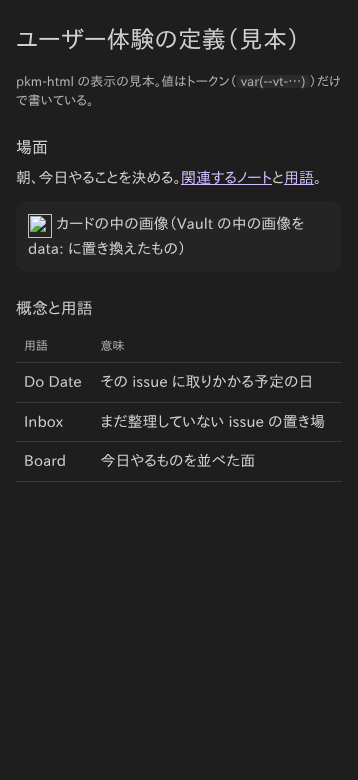 ユーザー体験の定義（見本）
pkm-html の表示の見本。値はトークン（ var(--vt-…) ）だけ
で書いている。
場面
朝、今日やることを決める。関連するノートと用語。
カードの中の画像（Vault の中の画像を
data: に置き換えたもの）
概念と用語
用語 意味
Do Date その issue に取りかかる予定の日
Inbox まだ整理していない issue の置き場
Board 今日やるものを並べた面